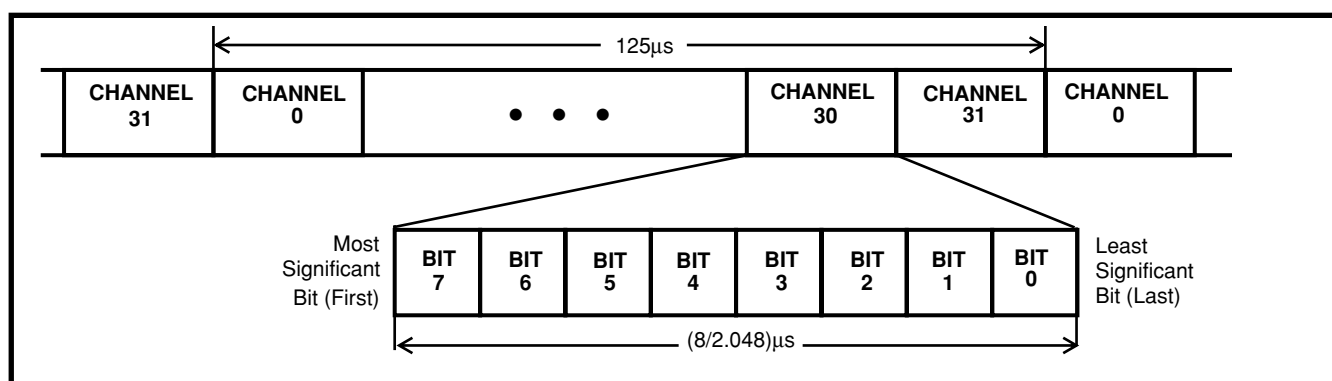 125μs
CHANNEL
31
CHANNEL
0
• • •
CHANNEL
30
CHANNEL
31
CHANNEL
0
Most
Significant
Bit (First)
BIT
7
BIT
6
BIT
5
BIT
4
BIT
3
BIT
2
BIT
1
BIT
0
Least
Significant
Bit (Last)
(8/2.048)μs